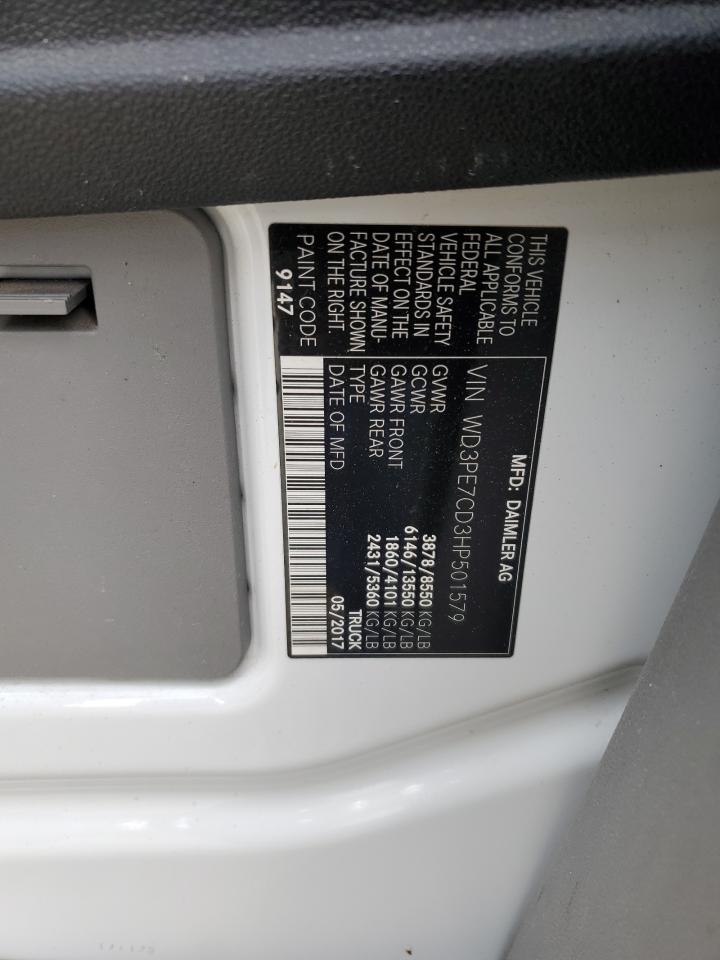 MFD: DAIMLER AG
VIN WD3PE7CD3HP501579
THIS VEHICLE
CONFORMS TO
ALL APPLICABLE
FEDERAL
VEHICLE SAFETY
STANDARDS IN
EFFECT ON THE
DATE OF MANU-
FACTURE SHOWN
ON THE RIGHT.
GVWR 3878/8550 KG/LB
GCWR 6146/13550 KG/LB
GAWR FRONT 1860/4101 KG/LB
GAWR REAR 2431/5360 KG/LB
TYPE TRUCK
DATE OF MFD 05/2017
PAINT CODE
9147